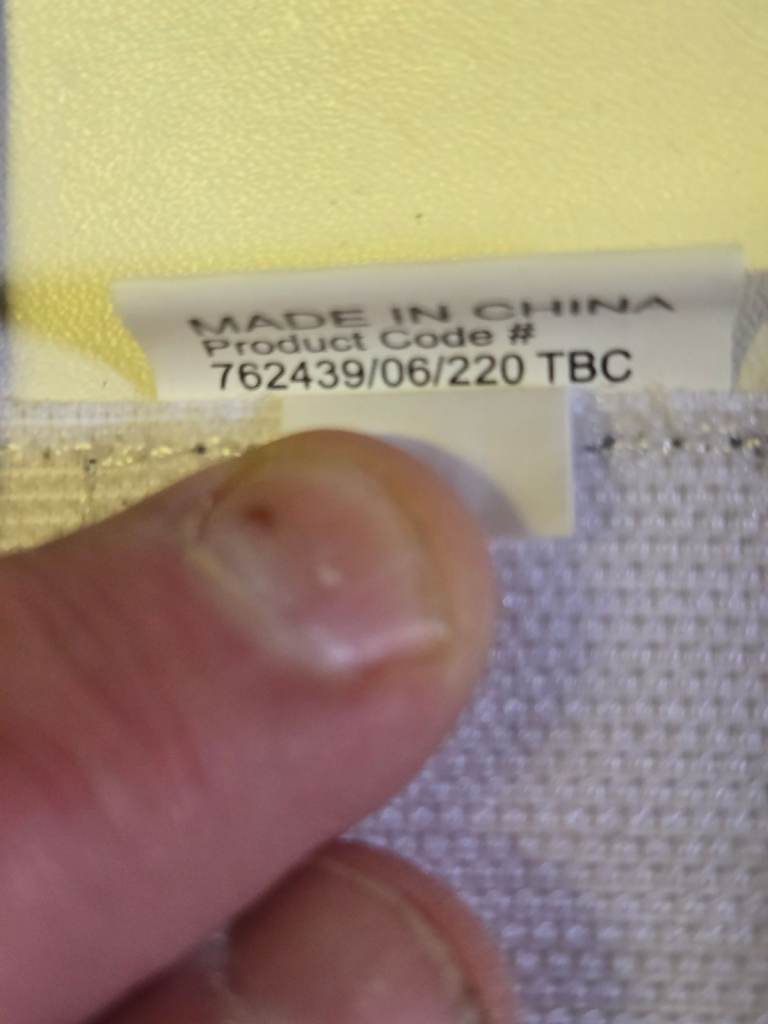 MADE IN CHINA
Product Code #
762439/06/220 TBC